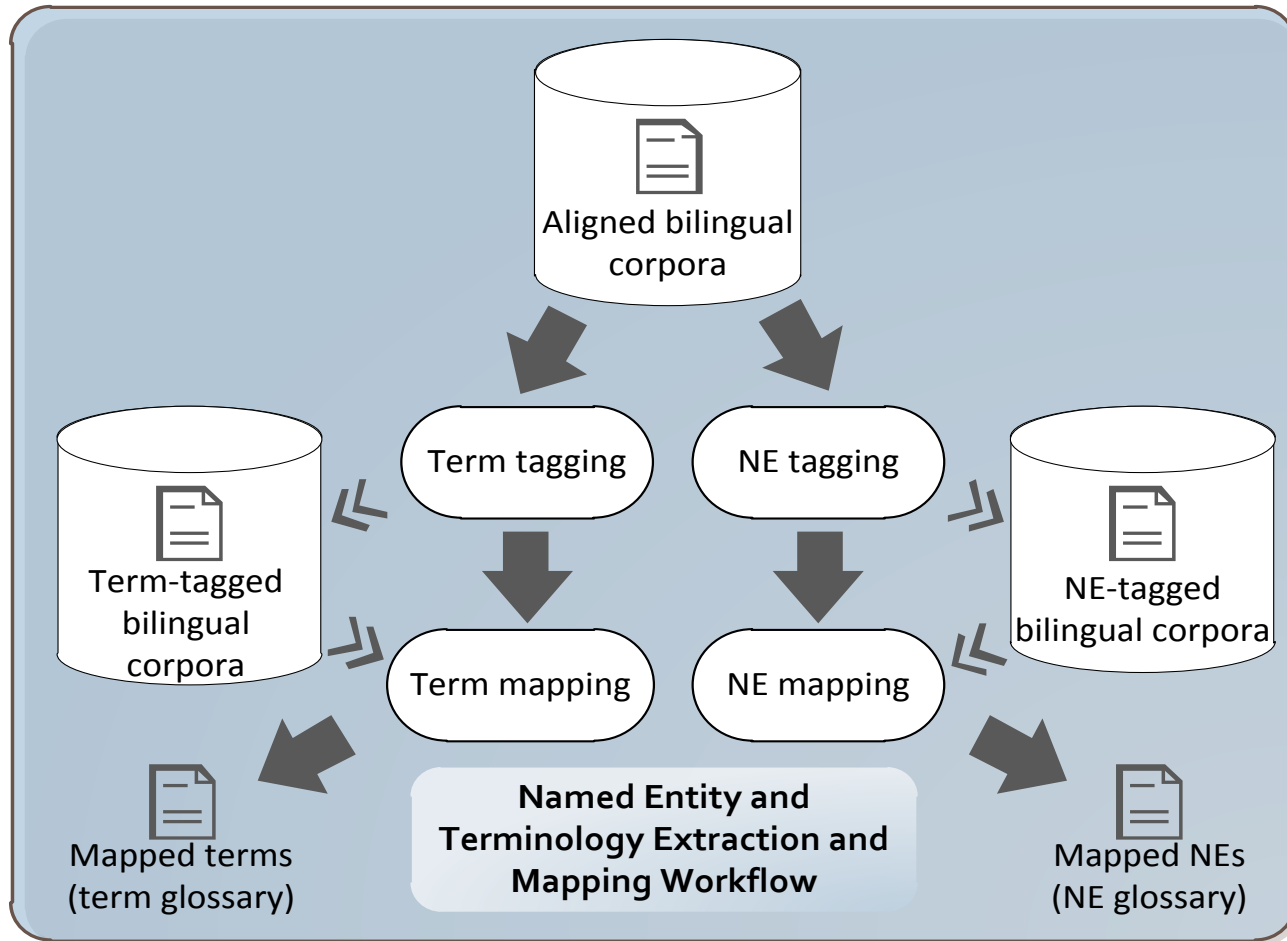 Aligned bilingual
corpora
Term tagging
NE tagging
Term-tagged
bilingual
corpora
NE-tagged
bilingual corpora
Term mapping
NE mapping
Mapped terms
(term glossary)
Named Entity and
Terminology Extraction and
Mapping Workflow
Mapped NEs
(NE glossary)